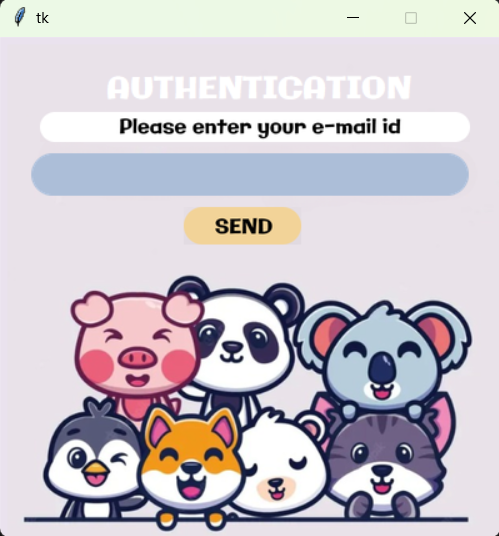 tk
AUTHENTICATION
Please enter your e-mail id
SEND